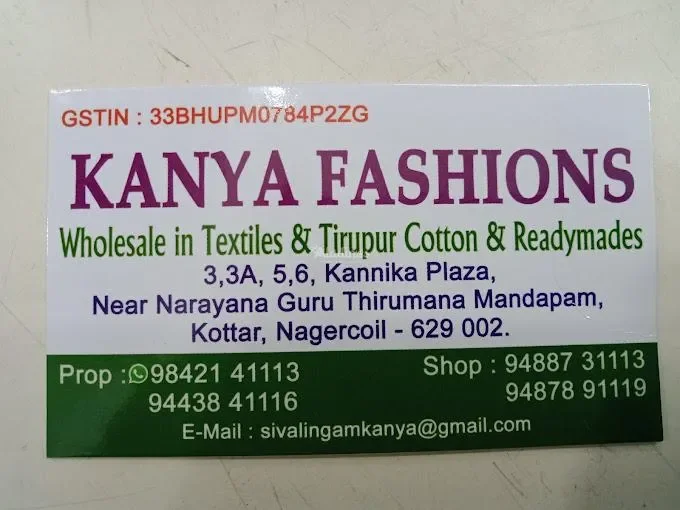 GSTIN : 33BHUPM0784P2ZG
KANYA FASHIONS
Wholesale in Textiles & Tirupur Cotton & Readymades
3,3A, 5,6, Kannika Plaza,
Near Narayana Guru Thirumana Mandapam,
Kottar, Nagercoil - 629 002.
Prop : 98421 41113
94438 41116
Shop : 94887 31113
94878 91119
E-Mail : sivalingamkanya@gmail.com